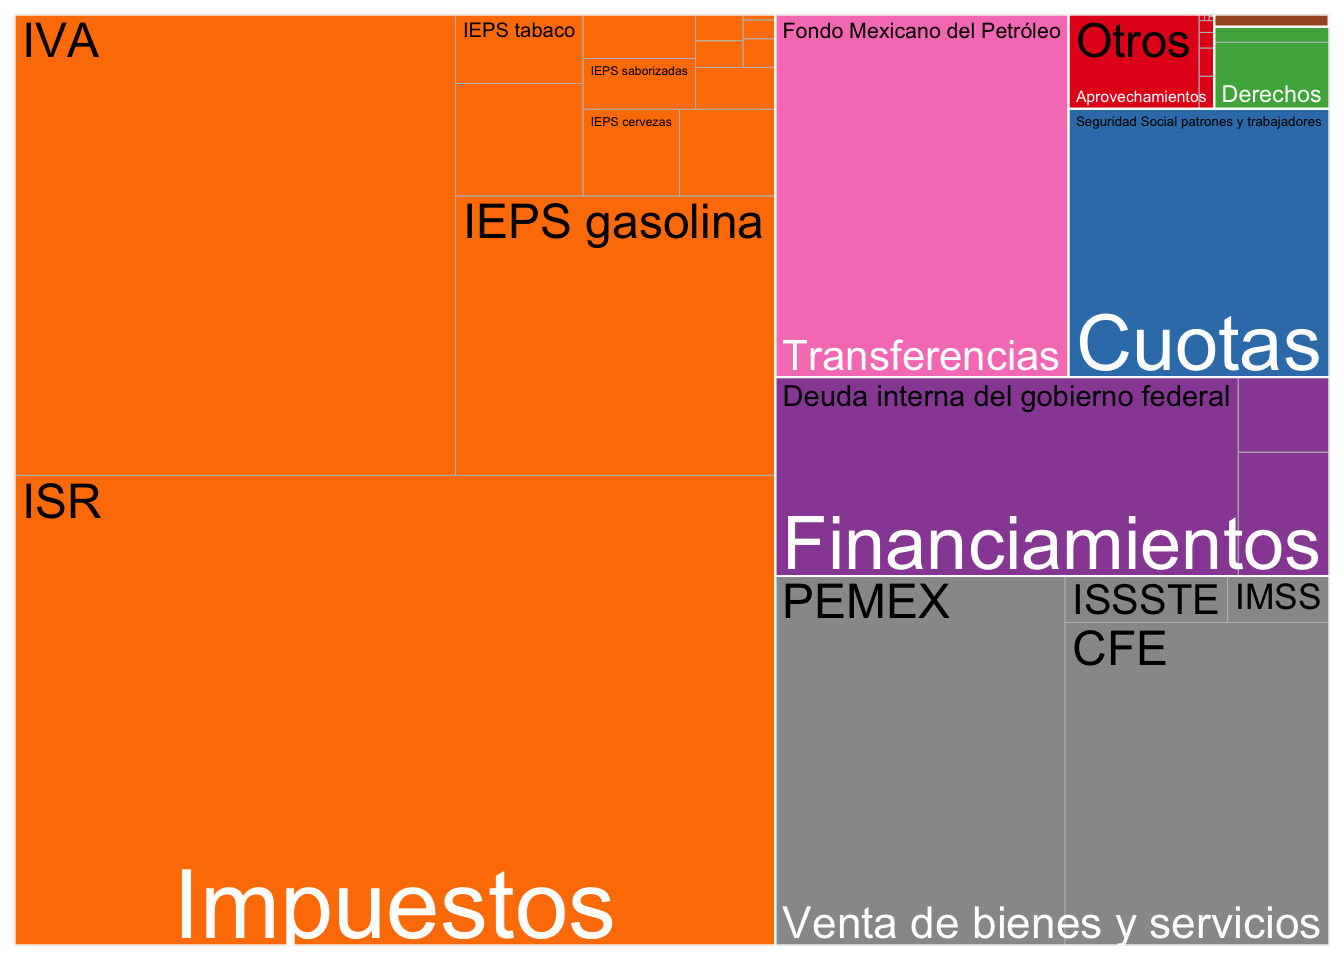 IVA
IEPS tabaco
IEPS saborizadas
IEPS cervezas
IEPS gasolina
ISR
Impuestos
Fondo Mexicano del Petróleo
Transferencias
Otros
Aprovechamientos
Derechos
Seguridad Social patrones y trabajadores
Cuotas
Deuda interna del gobierno federal
Financiamientos
PEMEX
ISSSTE
IMSS
CFE
Venta de bienes y servicios